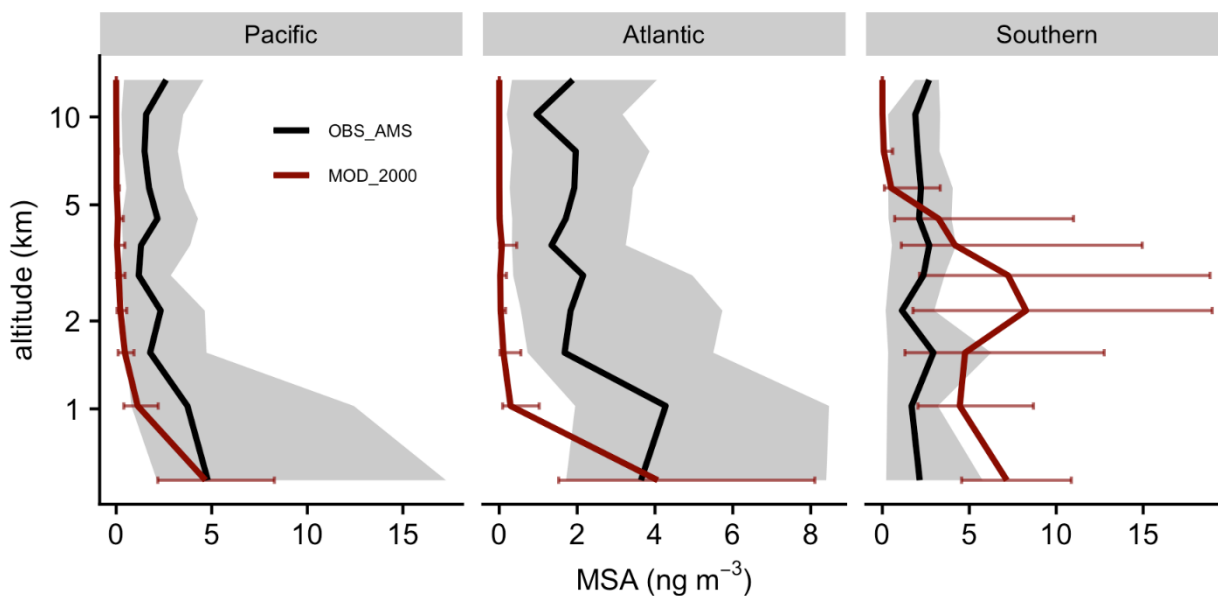 Pacific Atlantic Southern
OBS_AMS
MOD_2000
altitude (km)
10
5
2
1
0 5 10 15 0 2 4 6 8 0 5 10 15
MSA (ng m⁻³)